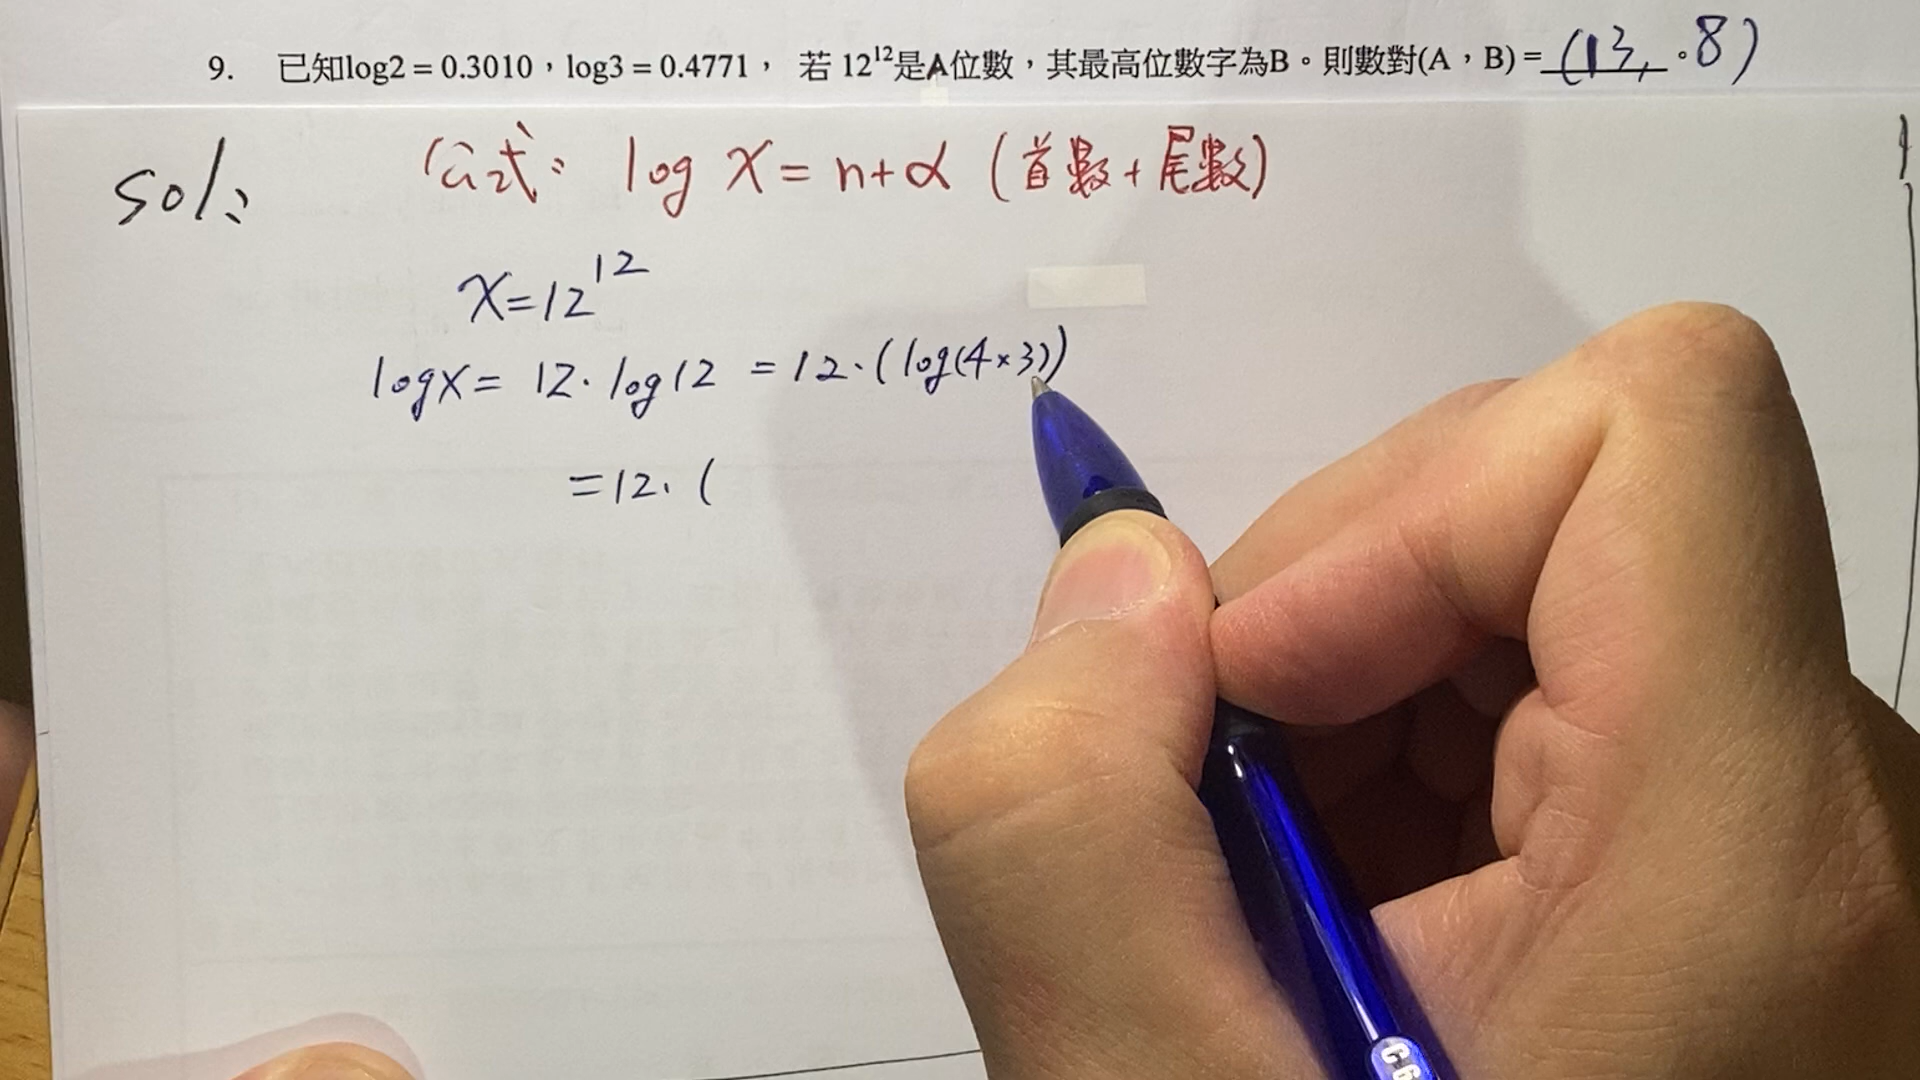 9. 已知log2 = 0.3010，log3 = 0.4771， 若 12¹²是A位數，其最高位數字為B。則數對(A，B) = (13, 8)。
sol:
公式: log x = n+α (首數+尾數)
x=12¹²
logx = 12·log12 = 12·(log(4×3))
=12·(